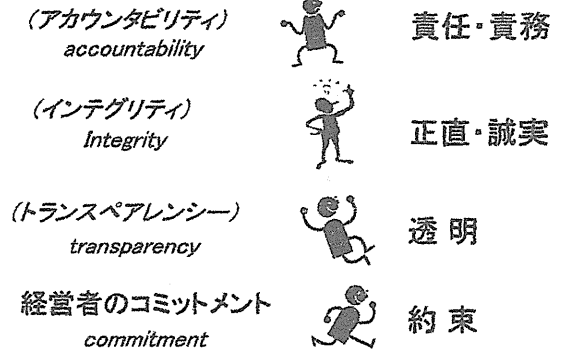 (アカウンタビリティ)
accountability
責任・責務
(インテグリティ)
Integrity
正直・誠実
(トランスペアレンシー)
transparency
透 明
経営者のコミットメント
commitment
約 束